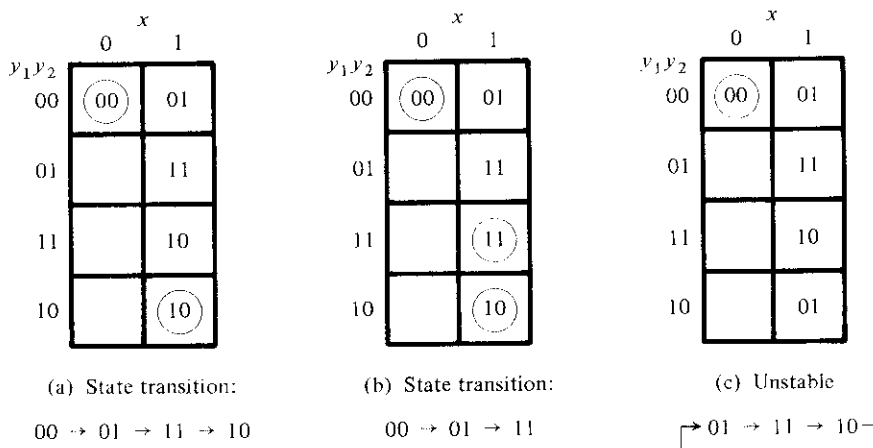 x
0 1
y₁y₂
00 00 01
01 11
11 10
10 10
(a) State transition:
00 → 01 → 11 → 10
x
0 1
y₁y₂
00 00 01
01 11
11 11
10 10
(b) State transition:
00 → 01 → 11
x
0 1
y₁y₂
00 00 01
01 11
11 10
10 01
(c) Unstable
→ 01 → 11 → 10